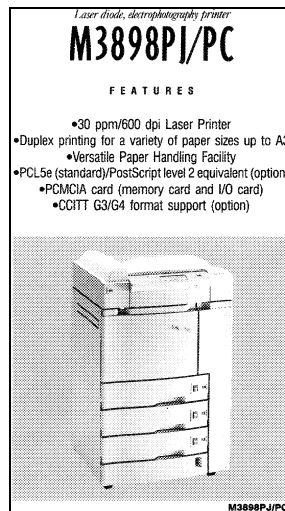 Laser diode, electrophotography printer
M3898PJ/PC
FEATURES
•30 ppm/600 dpi Laser Printer
•Duplex printing for a variety of paper sizes up to A3
•Versatile Paper Handling Facility
•PCL5e (standard)/PostScript level 2 equivalent (option
•PCMCIA card (memory card and I/O card)
•CCITT G3/G4 format support (option)
M3898PJ/PC